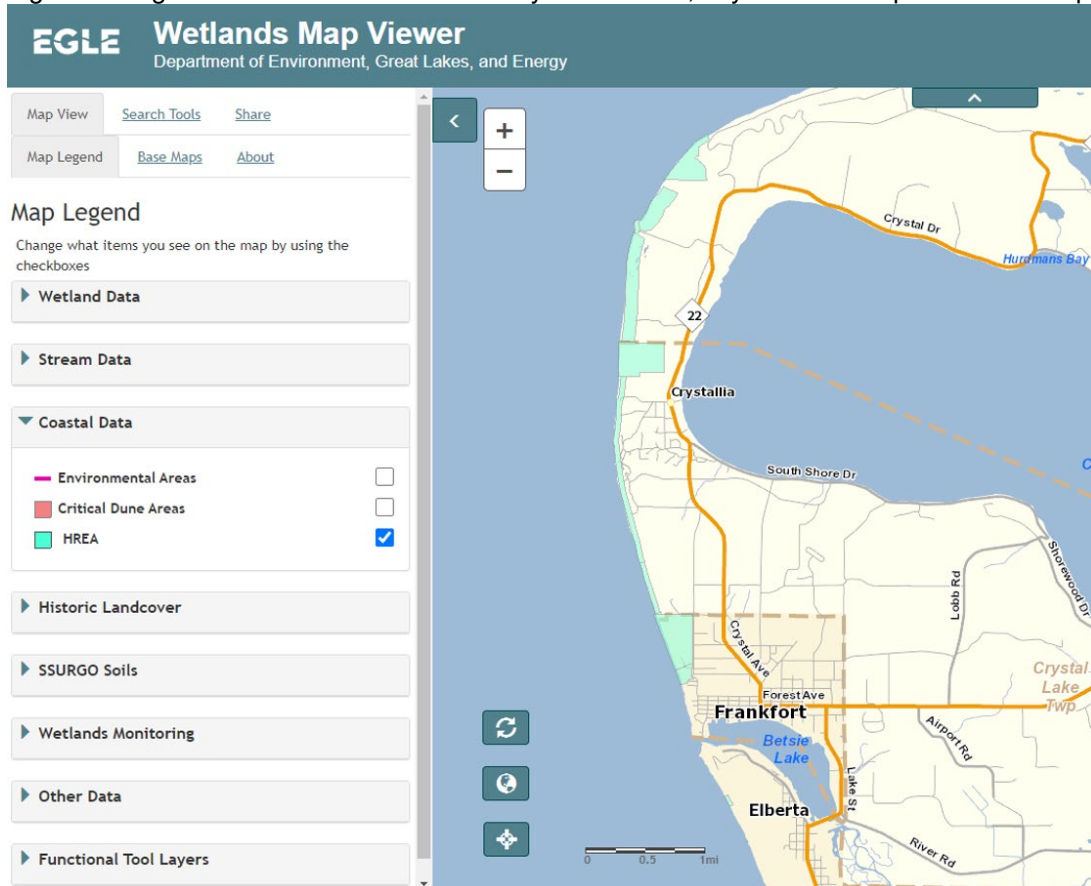 EGLE
Wetlands Map Viewer
Department of Environment, Great Lakes, and Energy
Map View Search Tools Share
Map Legend Base Maps About
Map Legend
Change what items you see on the map by using the
checkboxes
Wetland Data
Stream Data
Coastal Data
Environmental Areas
Critical Dune Areas
HREA
Historic Landcover
SSURGO Soils
Wetlands Monitoring
Other Data
Functional Tool Layers
+
−
Crystal Dr
Hurdmans Bay
22
Crystallia
South Shore Dr
Shorewood Dr
Lobb Rd
Crystal Ave
Crystal
Lake
Twp
Forest Ave
Frankfort
Betsie
Lake
Airport Rd
Lake St
Elberta
River Rd
0 0.5 1mi